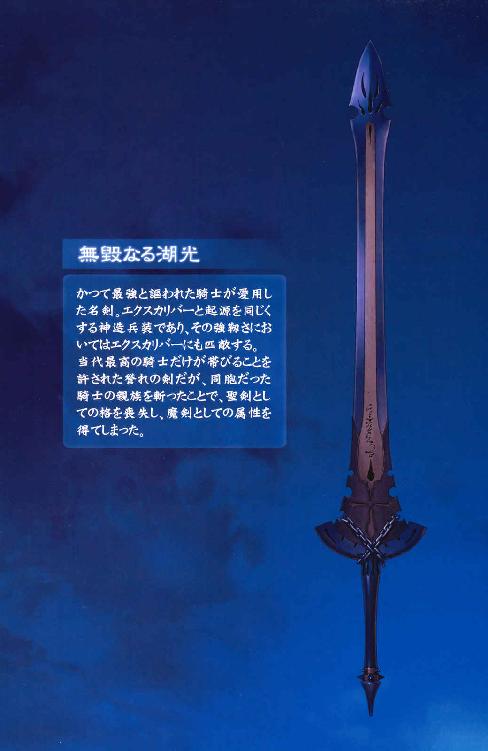 無毀なる湖光
かつて最強と謳われた騎士が愛用し
た名剣。エクスカリバーと起源を同じく
する神造兵装であり、その強靱さにお
いてはエクスカリバーにも匹敵する。
当代最高の騎士だけが帯びることを
許された誉れの剣だが、同胞だった
騎士の親族を斬ったことで、聖剣とし
ての格を喪失し、魔剣としての属性を
得てしまった。